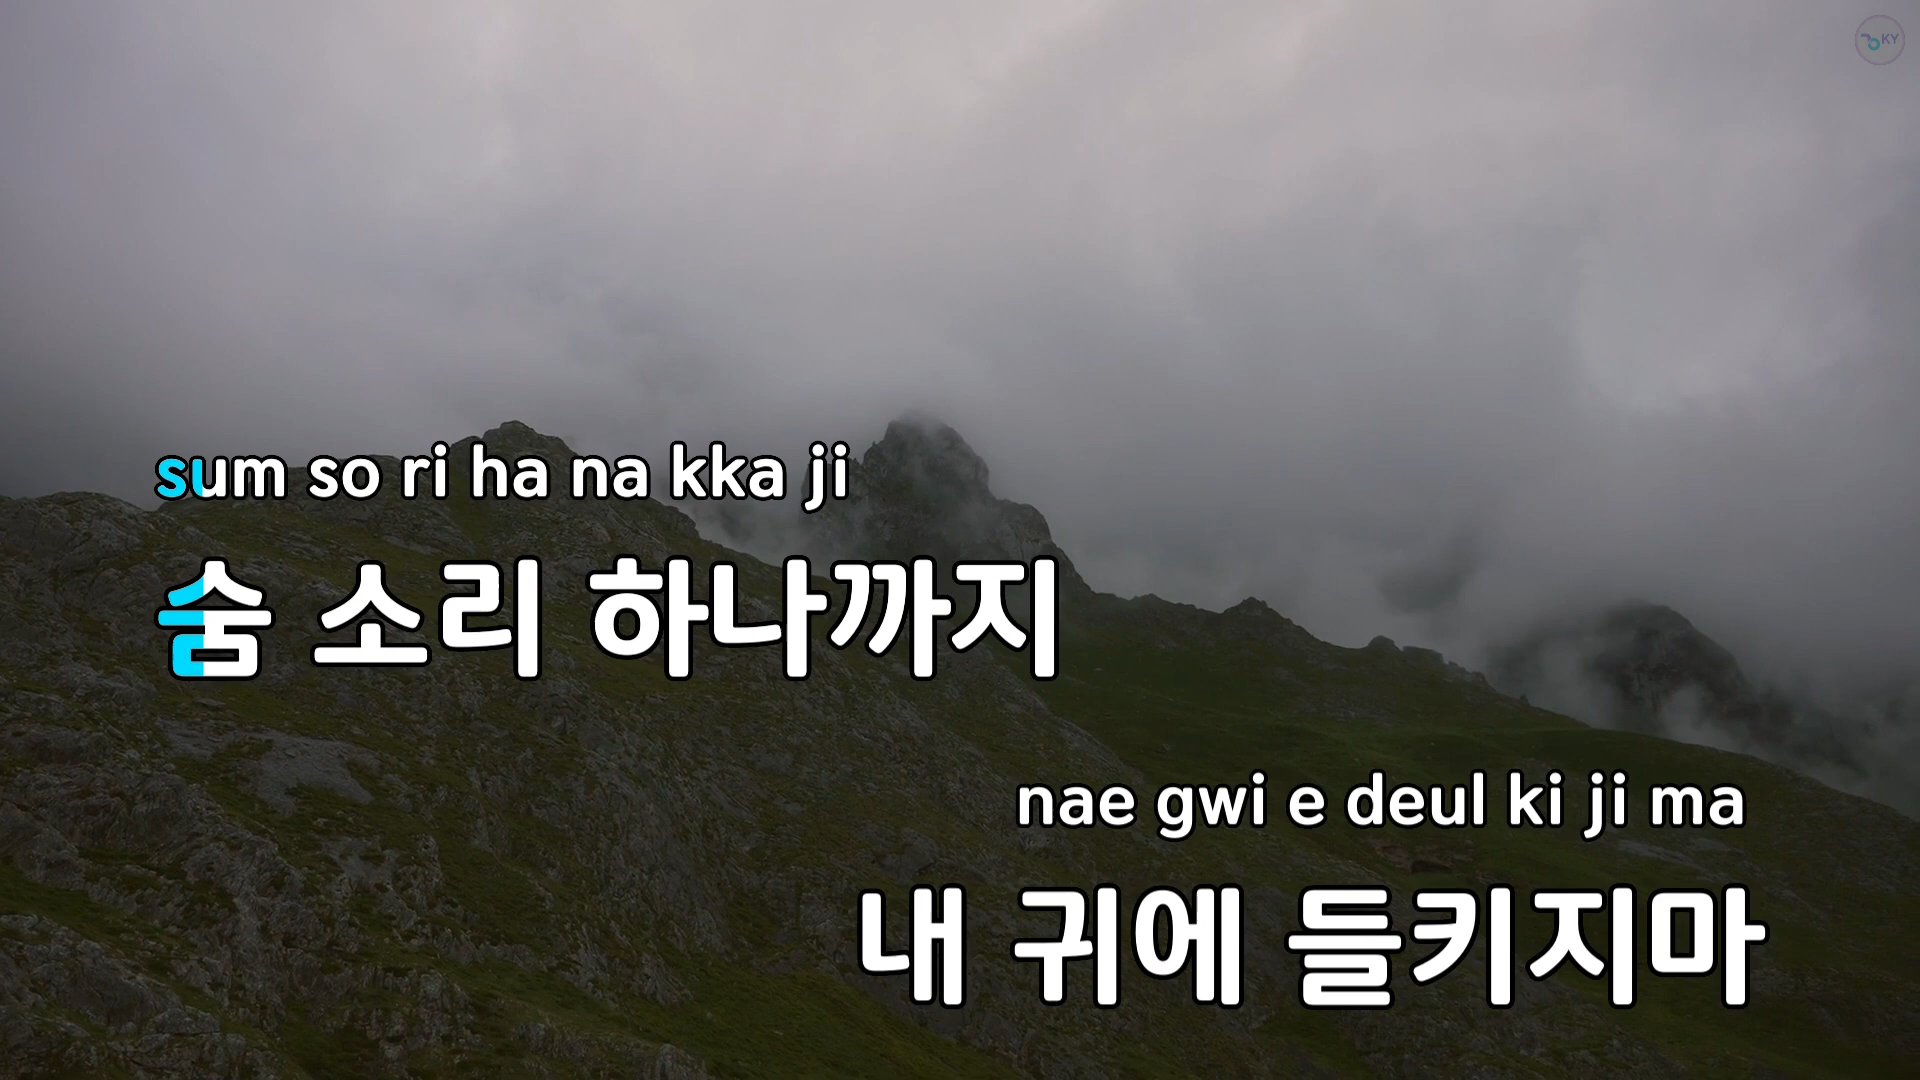 KY
sum so ri ha na kka ji
숨 소리 하나까지
nae gwi e deul ki ji ma
내 귀에 들키지마